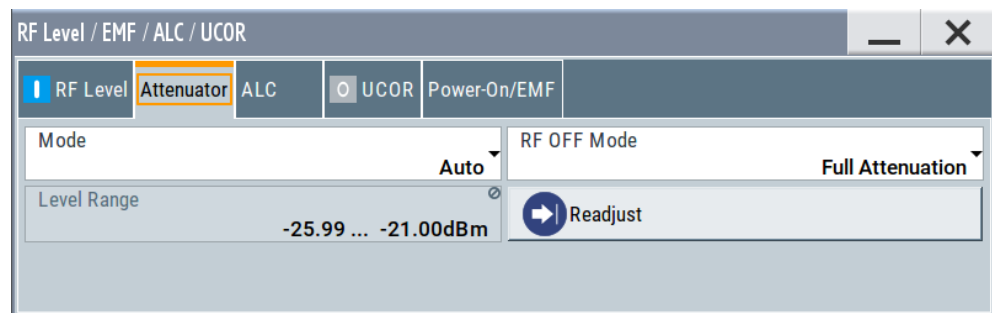 RF Level / EMF / ALC / UCOR
I RF Level Attenuator ALC O UCOR Power-On/EMF
Mode
Auto
RF OFF Mode
Full Attenuation
Level Range
-25.99 ... -21.00dBm
Readjust